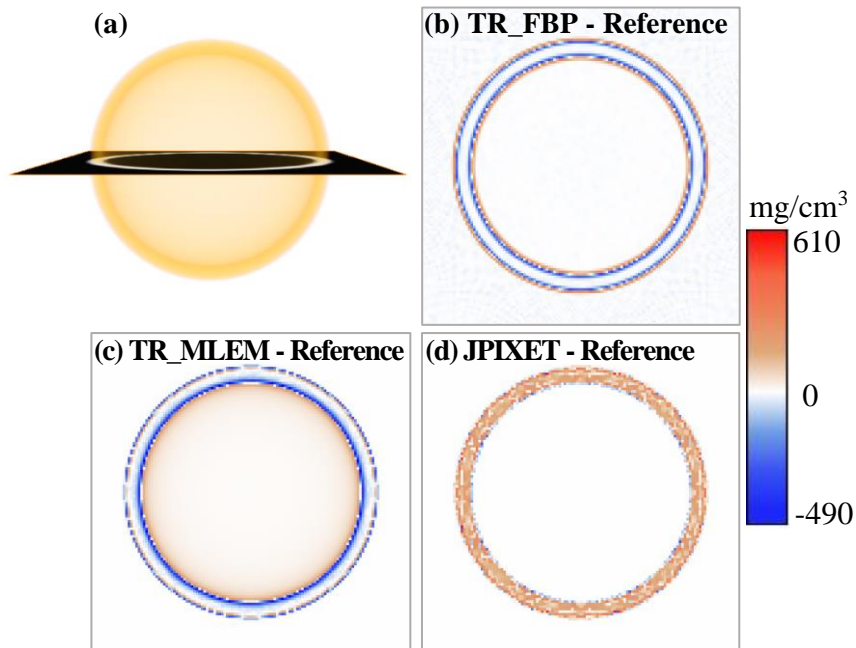 (a)
(b) TR_FBP - Reference
mg/cm³
610
0
-490
(c) TR_MLEM - Reference
(d) JPIXET - Reference